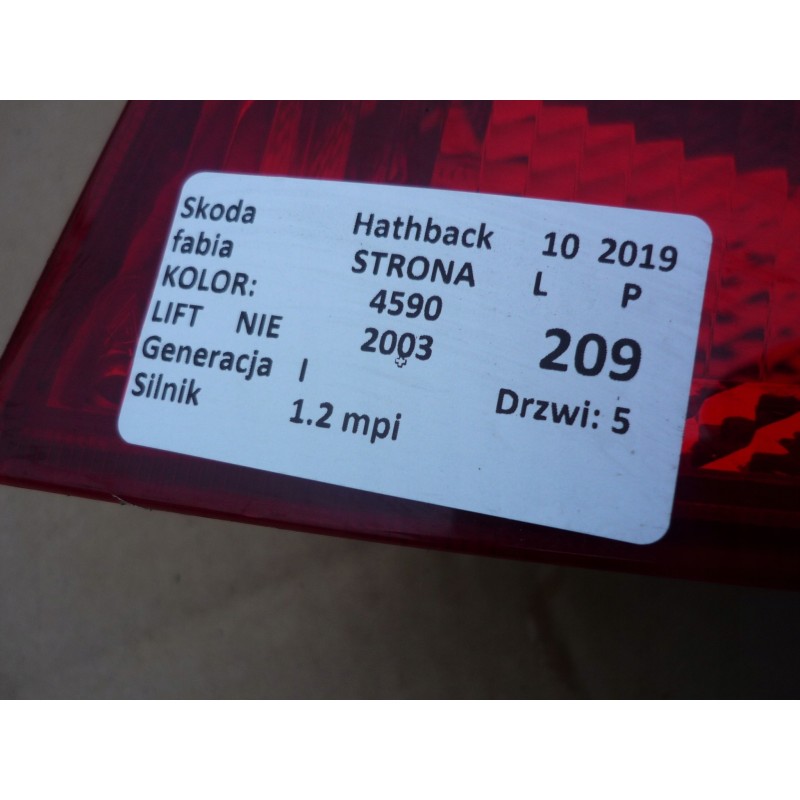 Skoda Hathback 10 2019
fabia STRONA L P
KOLOR: 4590
LIFT NIE 2003 209
Generacja I Drzwi: 5
Silnik 1.2 mpi